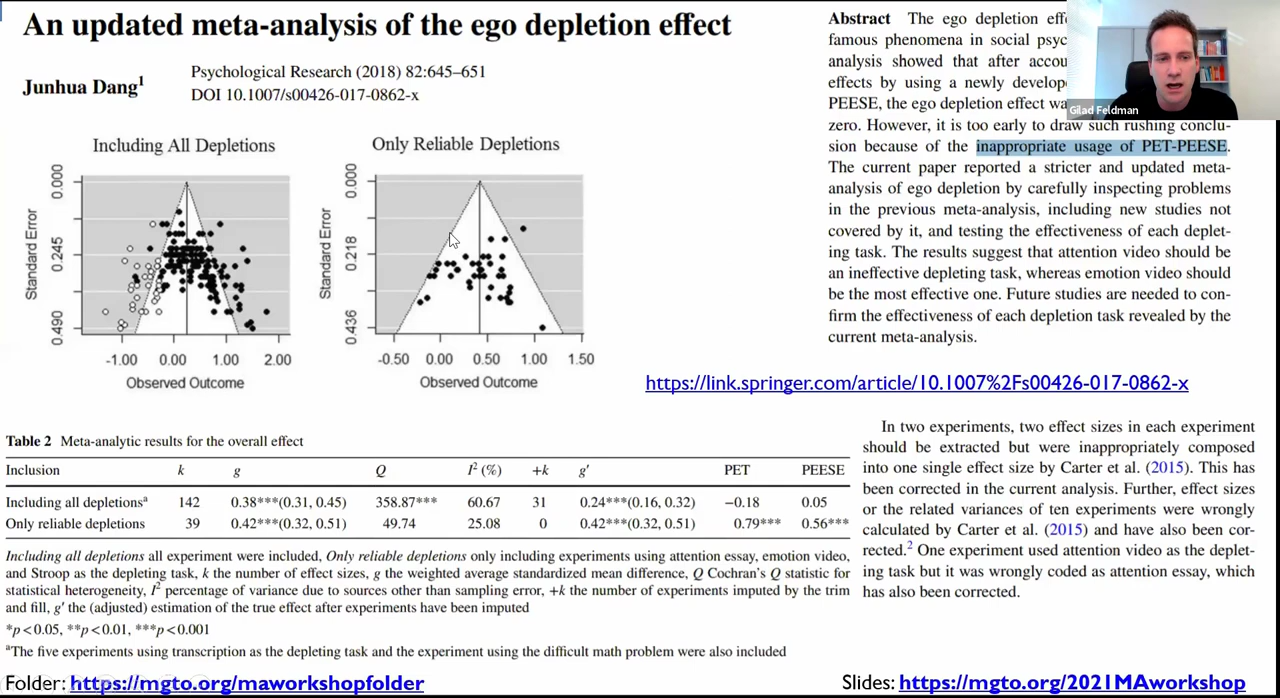 An updated meta-analysis of the ego depletion effect
Junhua Dang1
Psychological Research (2018) 82:645–651
DOI 10.1007/s00426-017-0862-x
Including All Depletions
Standard Error
0.000
0.245
0.490
-1.00 0.00 1.00 2.00
Observed Outcome
Only Reliable Depletions
Standard Error
0.000
0.218
0.436
-0.50 0.00 0.50 1.00 1.50
Observed Outcome
Abstract The ego depletion
famous phenomena in social
analysis showed that after
effects by using a newly
PEESE, the ego depletion effect
zero. However, it is too early to draw such rushing conclu-
sion because of the inappropriate usage of PET-PEESE.
The current paper reported a stricter and updated meta-
analysis of ego depletion by carefully inspecting problems
in the previous meta-analysis, including new studies not
covered by it, and testing the effectiveness of each deplet-
ing task. The results suggest that attention video should be
an ineffective depleting task, whereas emotion video should
be the most effective one. Future studies are needed to con-
firm the effectiveness of each depletion task revealed by the
current meta-analysis.
Gilad Feldman
https://link.springer.com/article/10.1007%2Fs00426-017-0862-x
Table 2 Meta-analytic results for the overall effect
Inclusion k g Q I2 (%) +k g′ PET PEESE
Including all depletionsa 142 0.38***(0.31, 0.45) 358.87*** 60.67 31 0.24***(0.16, 0.32) −0.18 0.05
Only reliable depletions 39 0.42***(0.32, 0.51) 49.74 25.08 0 0.42***(0.32, 0.51) 0.79*** 0.56***
Including all depletions all experiment were included, Only reliable depletions only including experiments using attention essay, emotion video,
and Stroop as the depleting task, k the number of effect sizes, g the weighted average standardized mean difference, Q Cochran's Q statistic for
statistical heterogeneity, I2 percentage of variance due to sources other than sampling error, +k the number of experiments imputed by the trim
and fill, g′ the (adjusted) estimation of the true effect after experiments have been imputed
*p<0.05, **p<0.01, ***p<0.001
aThe five experiments using transcription as the depleting task and the experiment using the difficult math problem were also included
In two experiments, two effect sizes in each experiment
should be extracted but were inappropriately composed
into one single effect size by Carter et al. (2015). This has
been corrected in the current analysis. Further, effect sizes
or the related variances of ten experiments were wrongly
calculated by Carter et al. (2015) and have also been cor-
rected.2 One experiment used attention video as the deplet-
ing task but it was wrongly coded as attention essay, which
has also been corrected.
Folder: https://mgto.org/maworkshopfolder
Slides: https://mgto.org/2021MAworkshop